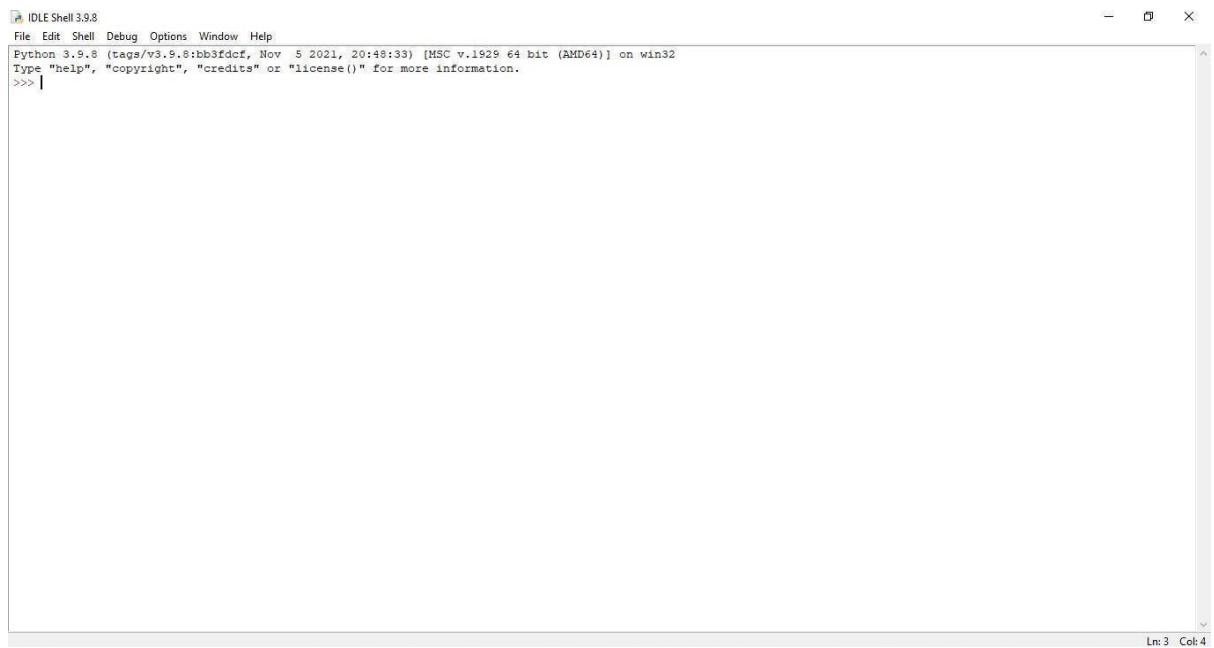 IDLE Shell 3.9.8
File Edit Shell Debug Options Window Help
Python 3.9.8 (tags/v3.9.8:bb3fdcf, Nov  5 2021, 20:48:33) [MSC v.1929 64 bit (AMD64)] on win32
Type "help", "copyright", "credits" or "license()" for more information.
>>>
Ln: 3 Col: 4